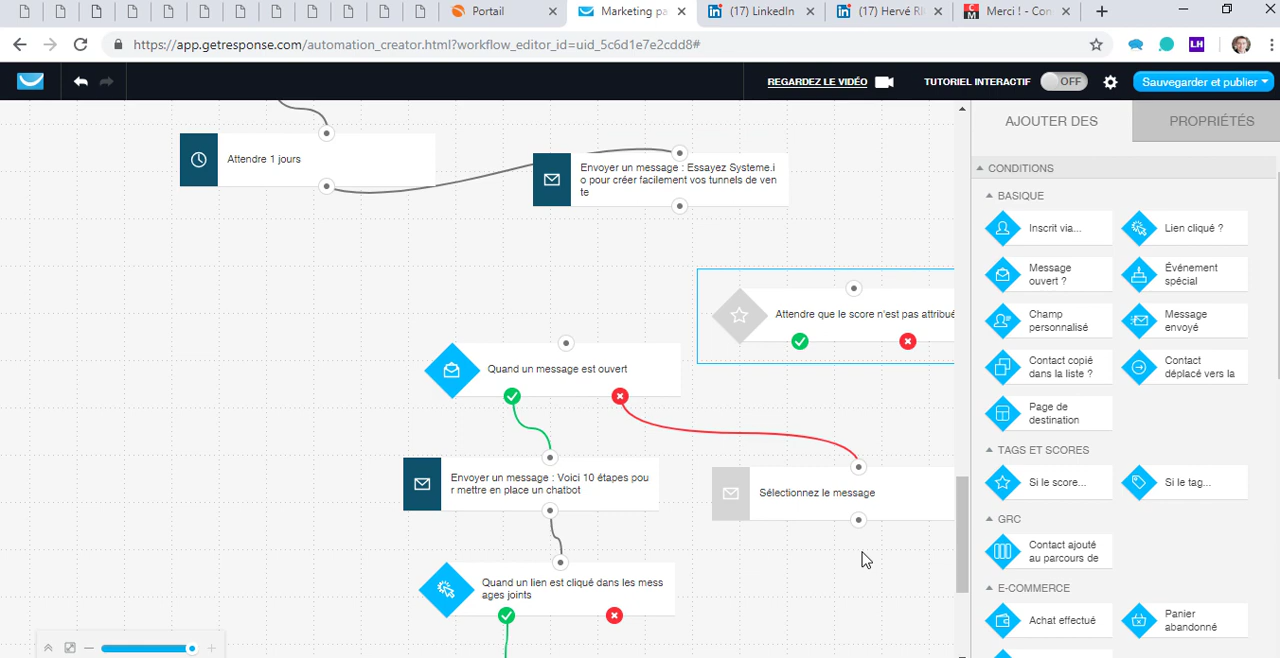 Portail
Marketing pa
(17) LinkedIn
(17) Hervé R
Merci ! - Con
https://app.getresponse.com/automation_creator.html?workflow_editor_id=uid_5c6d1e7e2cdd8#
LH
REGARDEZ LE VIDÉO
TUTORIEL INTERACTIF
OFF
Sauvegarder et publier
AJOUTER DES
PROPRIÉTÉS
Attendre 1 jours
Envoyer un message : Essayez Systeme.i
o pour créer facilement vos tunnels de ven
te
Attendre que le score n'est pas attribué
Quand un message est ouvert
Envoyer un message : Voici 10 étapes pou
r mettre en place un chatbot
Sélectionnez le message
Quand un lien est cliqué dans les mess
ages joints
CONDITIONS
BASIQUE
Inscrit via...
Lien cliqué ?
Message
ouvert ?
Événement
spécial
Champ
personnalisé
Message
envoyé
Contact copié
dans la liste ?
Contact
déplacé vers la
Page de
destination
TAGS ET SCORES
Si le score...
Si le tag...
GRC
Contact ajouté
au parcours de
E-COMMERCE
Achat effectué
Panier
abandonné